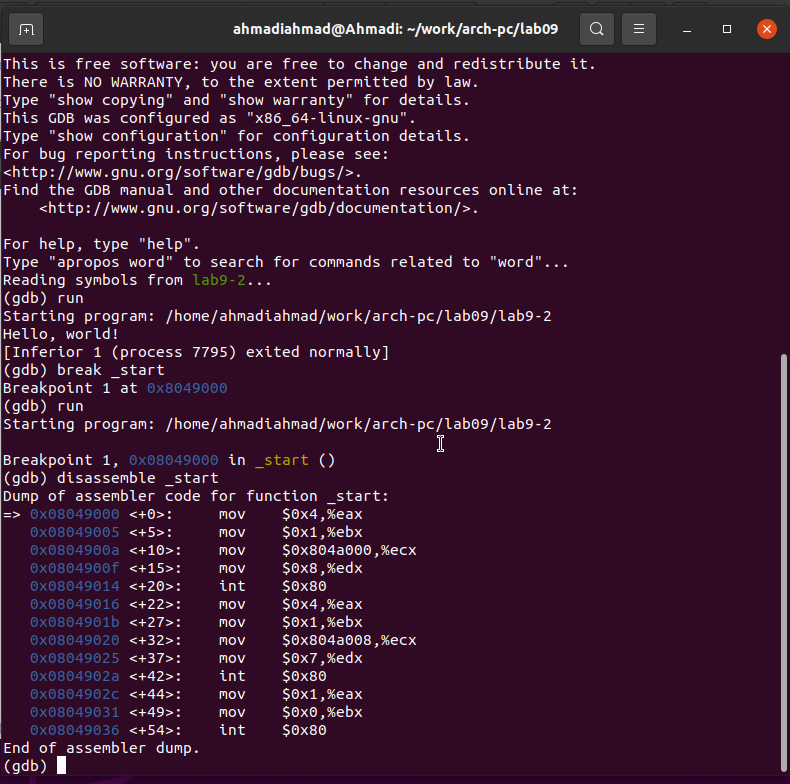 ahmadiahmad@Ahmadi: ~/work/arch-pc/lab09
This is free software: you are free to change and redistribute it.
There is NO WARRANTY, to the extent permitted by law.
Type "show copying" and "show warranty" for details.
This GDB was configured as "x86_64-linux-gnu".
Type "show configuration" for configuration details.
For bug reporting instructions, please see:
<http://www.gnu.org/software/gdb/bugs/>.
Find the GDB manual and other documentation resources online at:
    <http://www.gnu.org/software/gdb/documentation/>.

For help, type "help".
Type "apropos word" to search for commands related to "word"...
Reading symbols from lab9-2...
(gdb) run
Starting program: /home/ahmadiahmad/work/arch-pc/lab09/lab9-2
Hello, world!
[Inferior 1 (process 7795) exited normally]
(gdb) break _start
Breakpoint 1 at 0x8049000
(gdb) run
Starting program: /home/ahmadiahmad/work/arch-pc/lab09/lab9-2

Breakpoint 1, 0x08049000 in _start ()
(gdb) disassemble _start
Dump of assembler code for function _start:
=> 0x08049000 <+0>:     mov    $0x4,%eax
   0x08049005 <+5>:     mov    $0x1,%ebx
   0x0804900a <+10>:    mov    $0x804a000,%ecx
   0x0804900f <+15>:    mov    $0x8,%edx
   0x08049014 <+20>:    int    $0x80
   0x08049016 <+22>:    mov    $0x4,%eax
   0x0804901b <+27>:    mov    $0x1,%ebx
   0x08049020 <+32>:    mov    $0x804a008,%ecx
   0x08049025 <+37>:    mov    $0x7,%edx
   0x0804902a <+42>:    int    $0x80
   0x0804902c <+44>:    mov    $0x1,%eax
   0x08049031 <+49>:    mov    $0x0,%ebx
   0x08049036 <+54>:    int    $0x80
End of assembler dump.
(gdb)